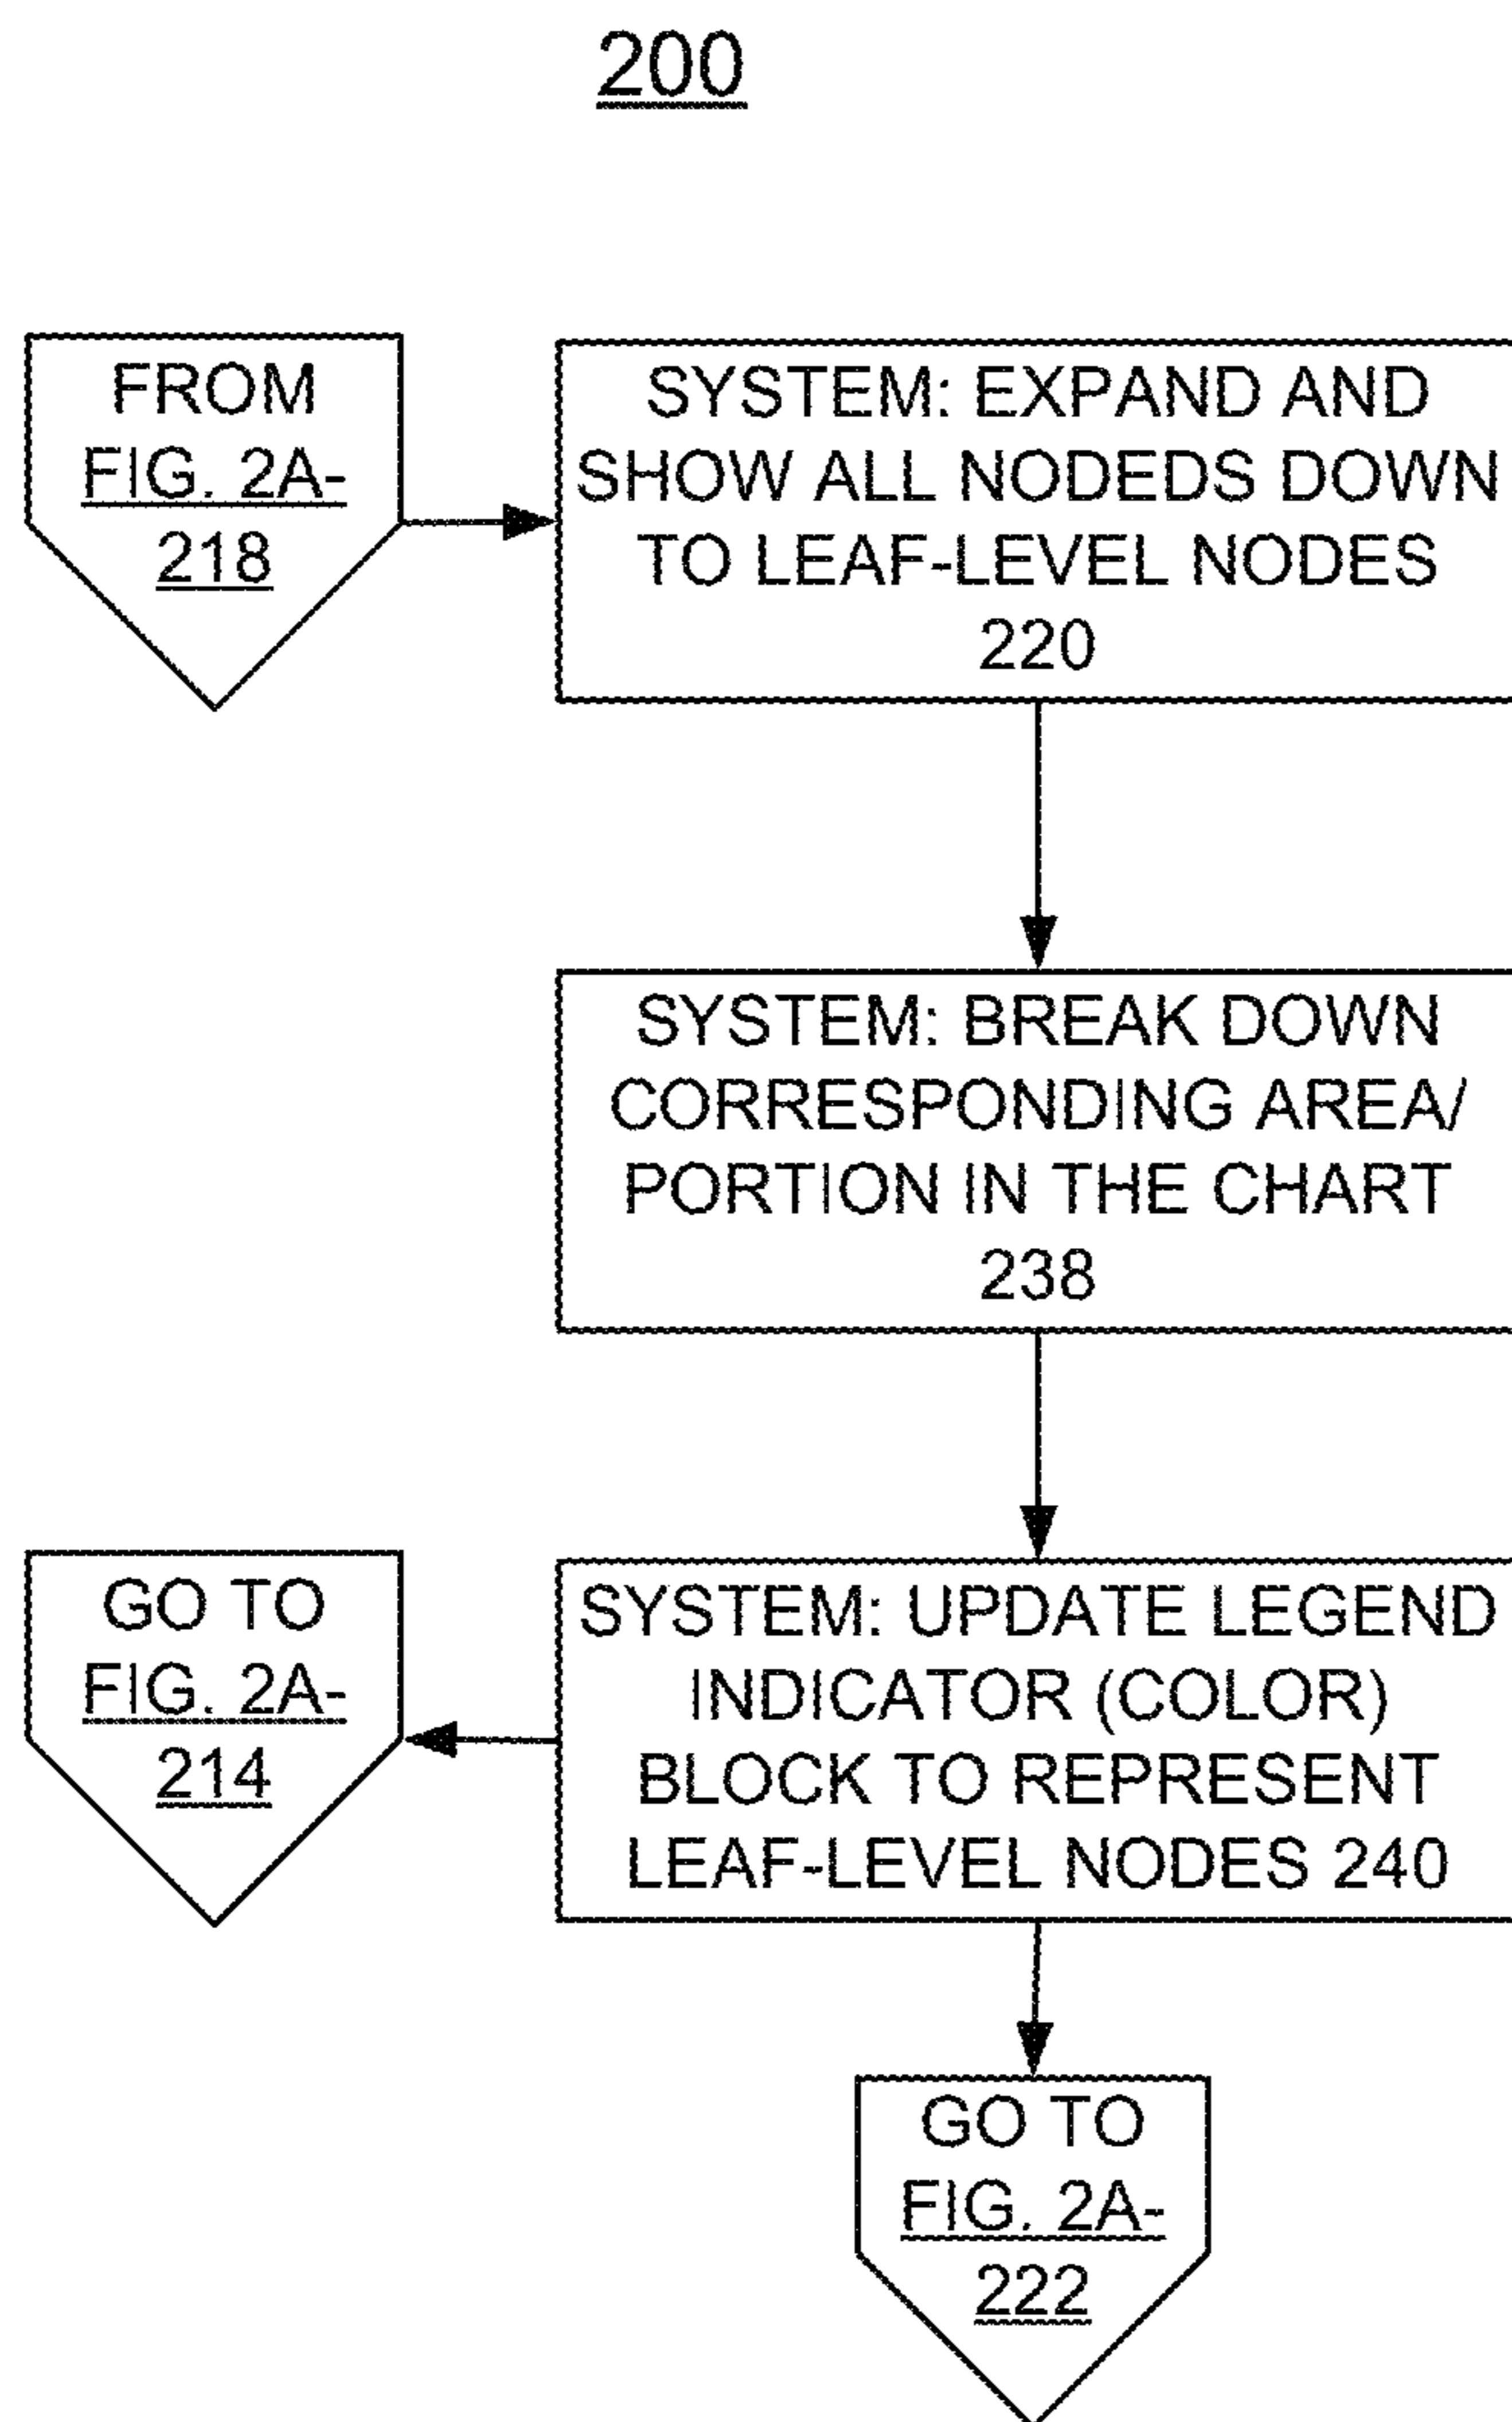 200
FROM
FIG. 2A-
218
SYSTEM: EXPAND AND
SHOW ALL NODEDS DOWN
TO LEAF-LEVEL NODES
220
SYSTEM: BREAK DOWN
CORRESPONDING AREA/
PORTION IN THE CHART
238
GO TO
FIG. 2A-
214
SYSTEM: UPDATE LEGEND
INDICATOR (COLOR)
BLOCK TO REPRESENT
LEAF-LEVEL NODES 240
GO TO
FIG. 2A-
222